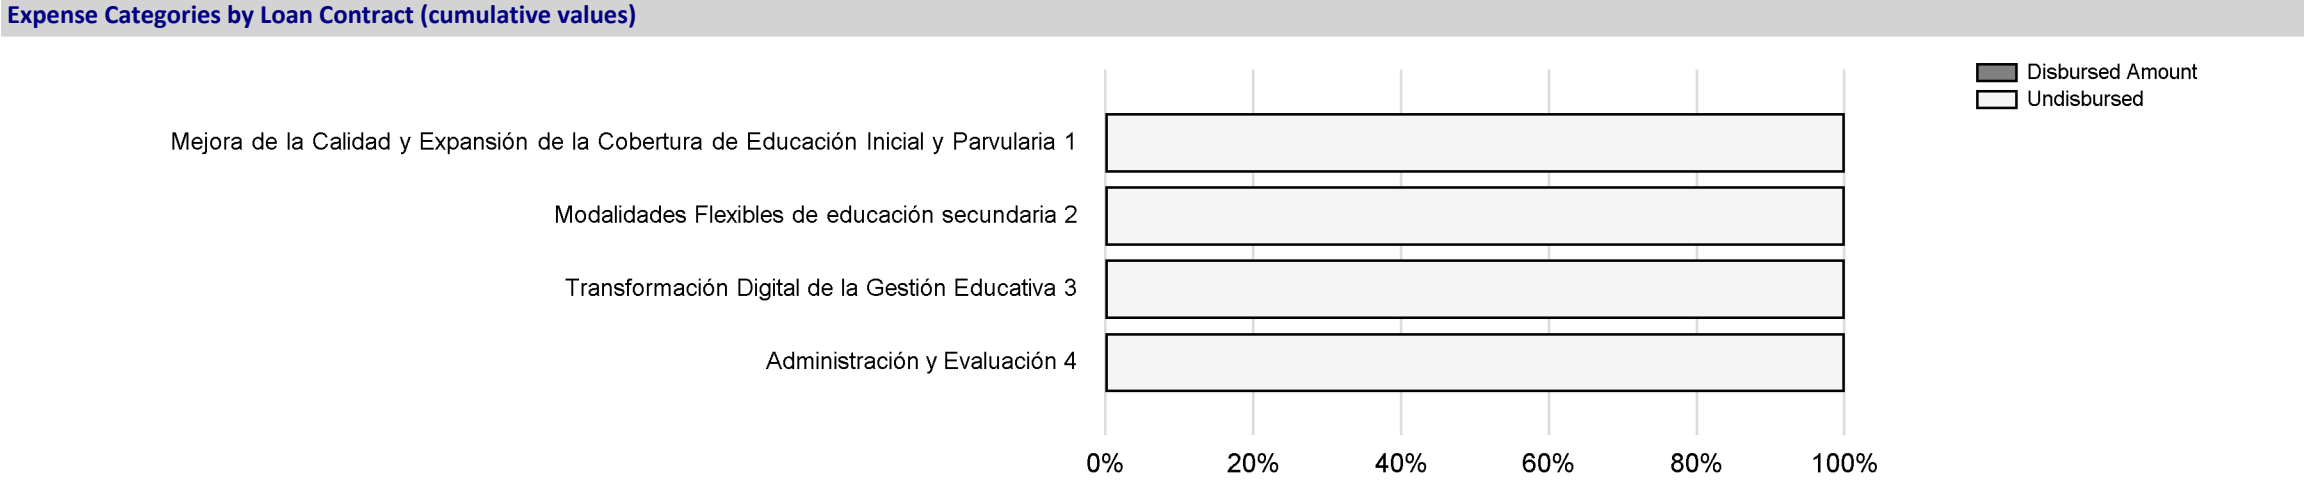 Expense Categories by Loan Contract (cumulative values)
Disbursed Amount
Undisbursed
Mejora de la Calidad y Expansión de la Cobertura de Educación Inicial y Parvularia 1
Modalidades Flexibles de educación secundaria 2
Transformación Digital de la Gestión Educativa 3
Administración y Evaluación 4
0% 20% 40% 60% 80% 100%